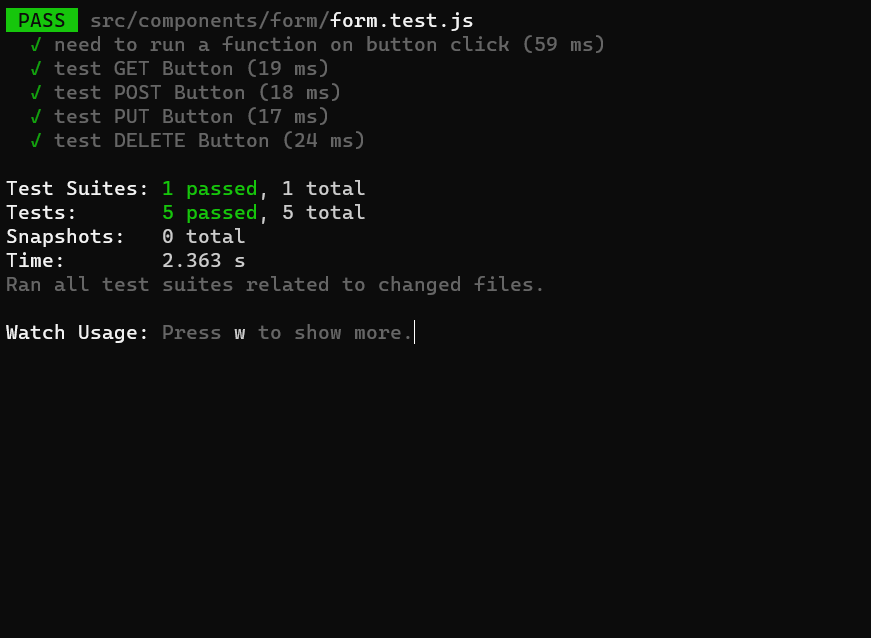 PASS src/components/form/form.test.js
√ need to run a function on button click (59 ms)
√ test GET Button (19 ms)
√ test POST Button (18 ms)
√ test PUT Button (17 ms)
√ test DELETE Button (24 ms)
Test Suites: 1 passed, 1 total
Tests: 5 passed, 5 total
Snapshots: 0 total
Time: 2.363 s
Ran all test suites related to changed files.
Watch Usage: Press w to show more.